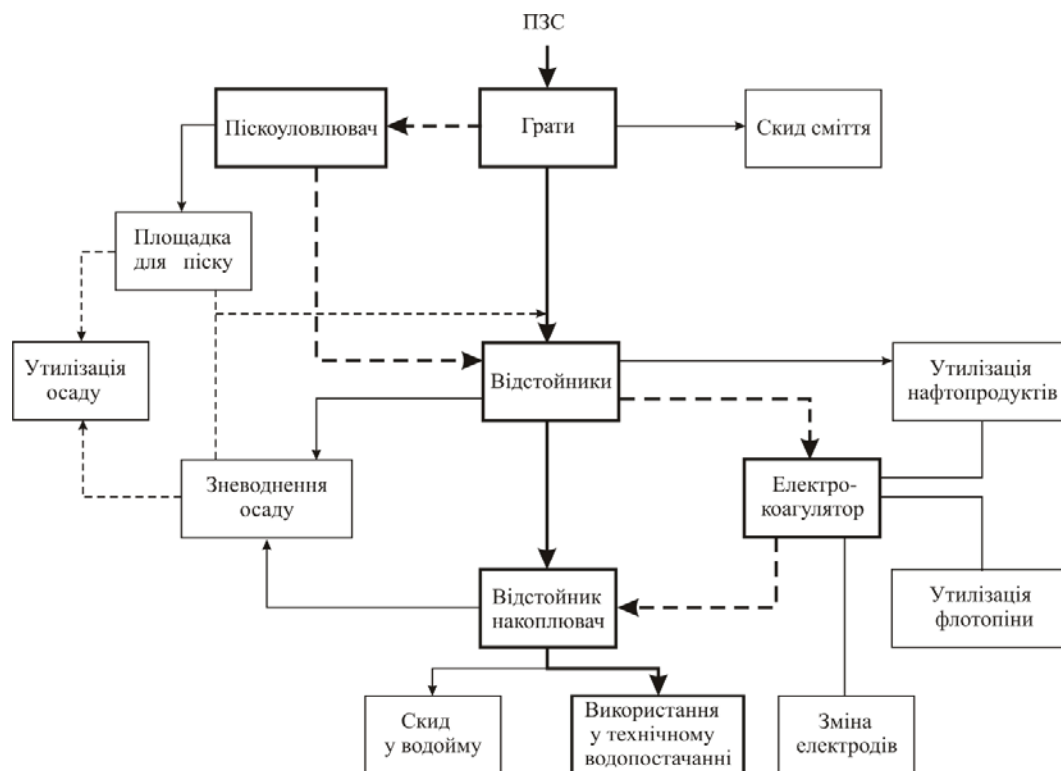 ПЗС
Піскоуловлювач
Грати
Скид сміття
Площадка
для піску
Утилізація
осаду
Відстойники
Утилізація
нафтопродуктів
Зневоднення
осаду
Електро-
коагулятор
Відстойник
накоплювач
Утилізація
флотопіни
Скид
у водойму
Використання
у технічному
водопостачанні
Зміна
електродів